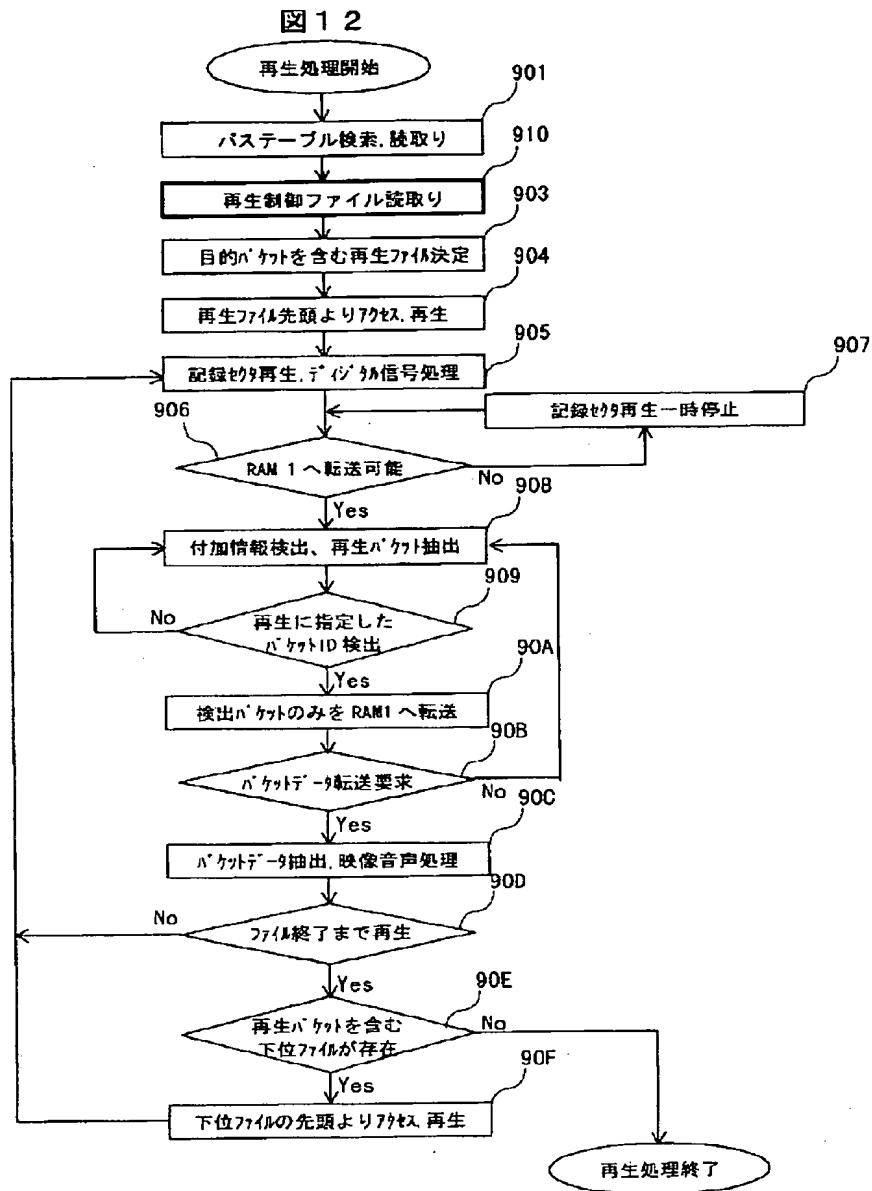 図12
再生処理開始
901
パステーブル検索,読取り
910
再生制御ファイル読取り
903
目的パケットを含む再生ファイル決定
904
再生ファイル先頭よりアクセス,再生
905
記録セクタ再生,ディジタル信号処理
907
記録セクタ再生一時停止
906
RAM 1 へ転送可能
No
Yes
908
付加情報検出、再生パケット抽出
909
再生に指定した
パケットID 検出
No
Yes
90A
検出パケットのみを RAM1 へ転送
90B
パケットデータ転送要求
No
Yes
90C
パケットデータ抽出,映像音声処理
90D
ファイル終了まで再生
No
Yes
90E
再生パケットを含む
下位ファイルが存在
No
Yes
90F
下位ファイルの先頭よりアクセス,再生
再生処理終了